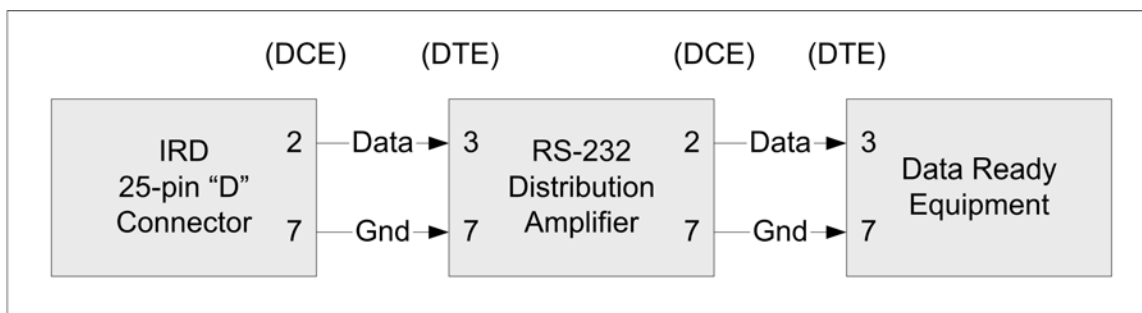 (DCE) (DTE) (DCE) (DTE)
IRD
25-pin “D”
Connector
2 Data 3
7 Gnd 7
RS-232
Distribution
Amplifier
2 Data 3
7 Gnd 7
Data Ready
Equipment